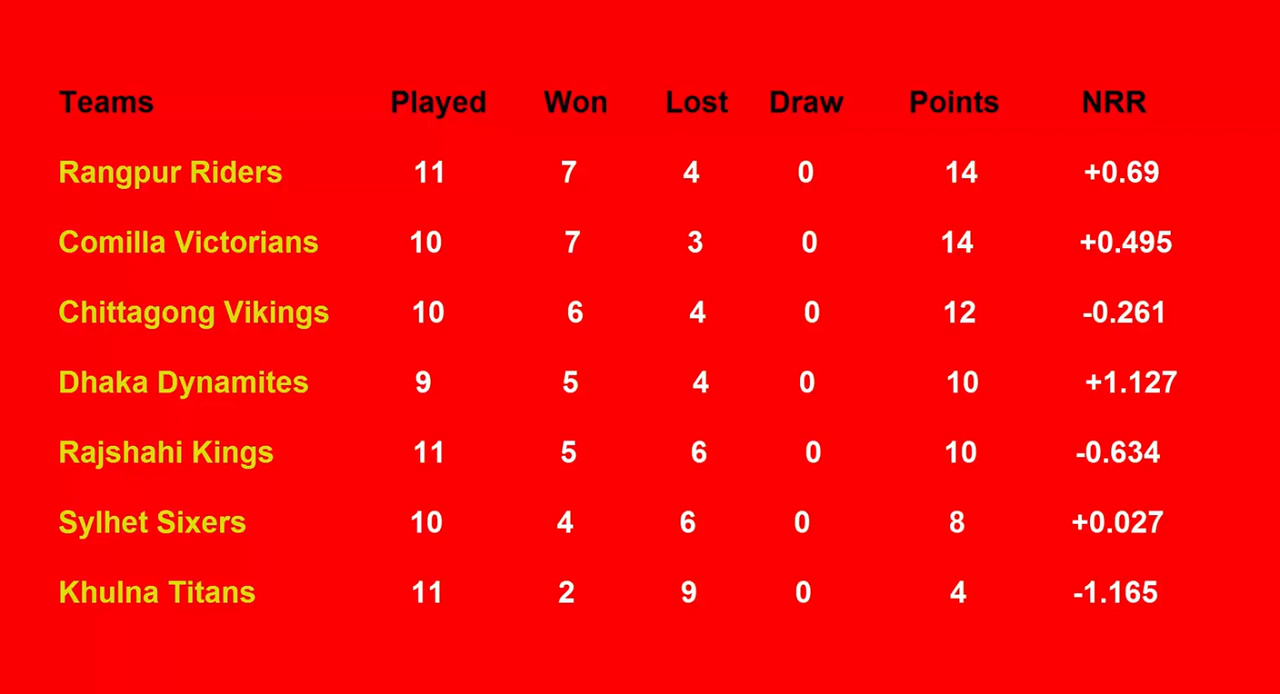 Teams Played Won Lost Draw Points NRR
Rangpur Riders 11 7 4 0 14 +0.69
Comilla Victorians 10 7 3 0 14 +0.495
Chittagong Vikings 10 6 4 0 12 -0.261
Dhaka Dynamites 9 5 4 0 10 +1.127
Rajshahi Kings 11 5 6 0 10 -0.634
Sylhet Sixers 10 4 6 0 8 +0.027
Khulna Titans 11 2 9 0 4 -1.165